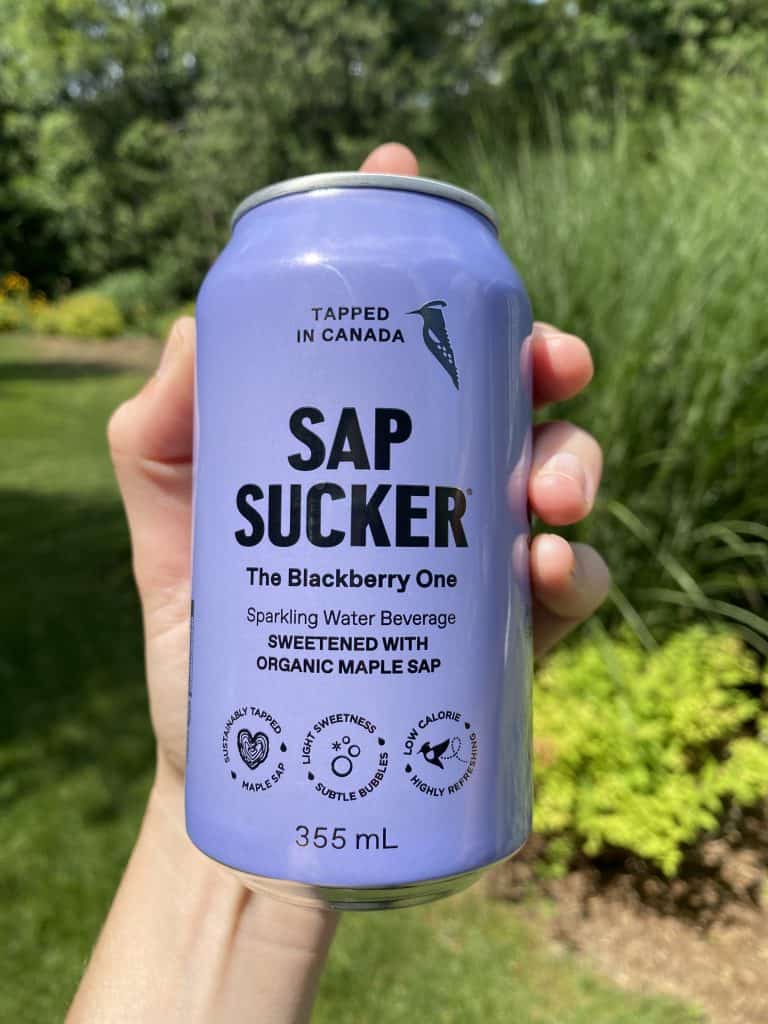 TAPPED
IN CANADA
SAP
SUCKER®
The Blackberry One
Sparkling Water Beverage
SWEETENED WITH
ORGANIC MAPLE SAP
SUSTAINABLY TAPPED
MAPLE SAP
LIGHT SWEETNESS
SUBTLE BUBBLES
LOW CALORIE
HIGHLY REFRESHING
355 mL